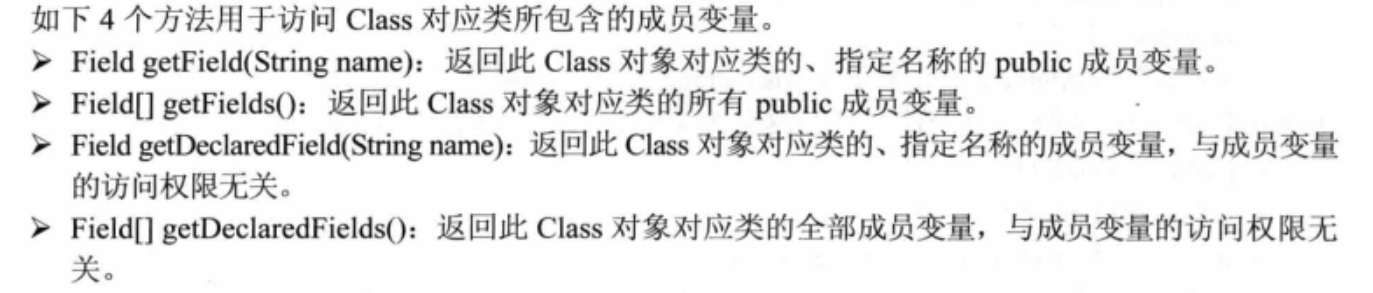 如下 4 个方法用于访问 Class 对应类所包含的成员变量。
➢ Field getField(String name)：返回此 Class 对象对应类的、指定名称的 public 成员变量。
➢ Field[] getFields()：返回此 Class 对象对应类的所有 public 成员变量。
➢ Field getDeclaredField(String name)：返回此 Class 对象对应类的、指定名称的成员变量，与成员变量
的访问权限无关。
➢ Field[] getDeclaredFields()：返回此 Class 对象对应类的全部成员变量，与成员变量的访问权限无
关。